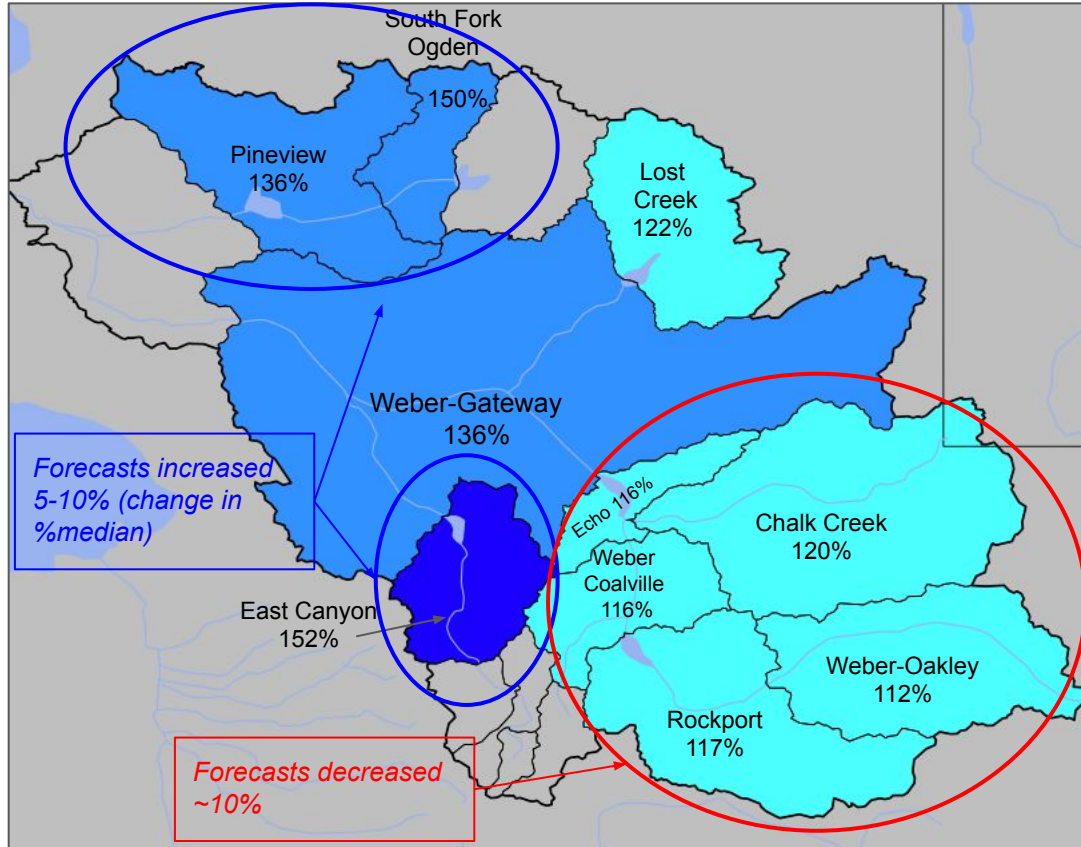 South Fork
Ogden
150%
Pineview
136%
Lost
Creek
122%
Weber-Gateway
136%
Forecasts increased
5-10% (change in
%median)
Echo 116%
Chalk Creek
120%
Weber
Coalville
116%
East Canyon
152%
Weber-Oakley
112%
Rockport
117%
Forecasts decreased
~10%